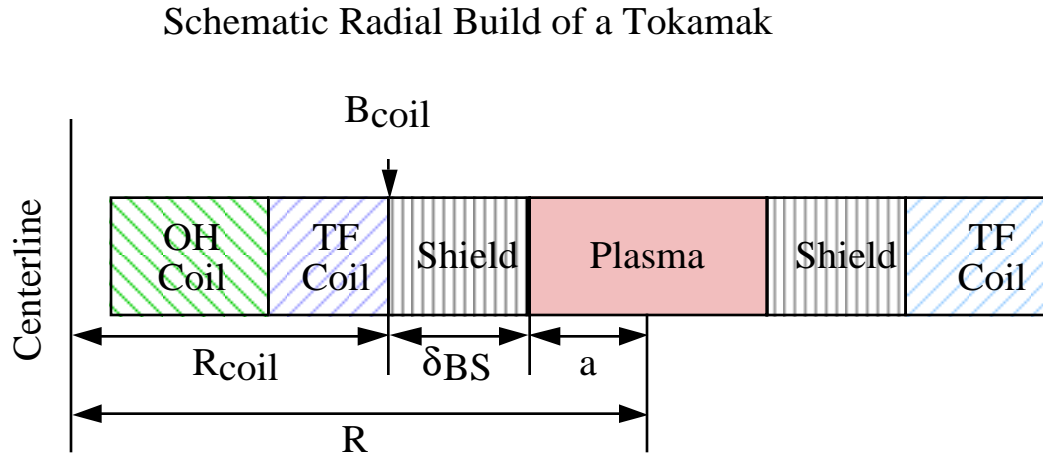 Schematic Radial Build of a Tokamak
Bcoil
Centerline
OH
Coil
TF
Coil
Shield
Plasma
Shield
TF
Coil
Rcoil
δBS
a
R